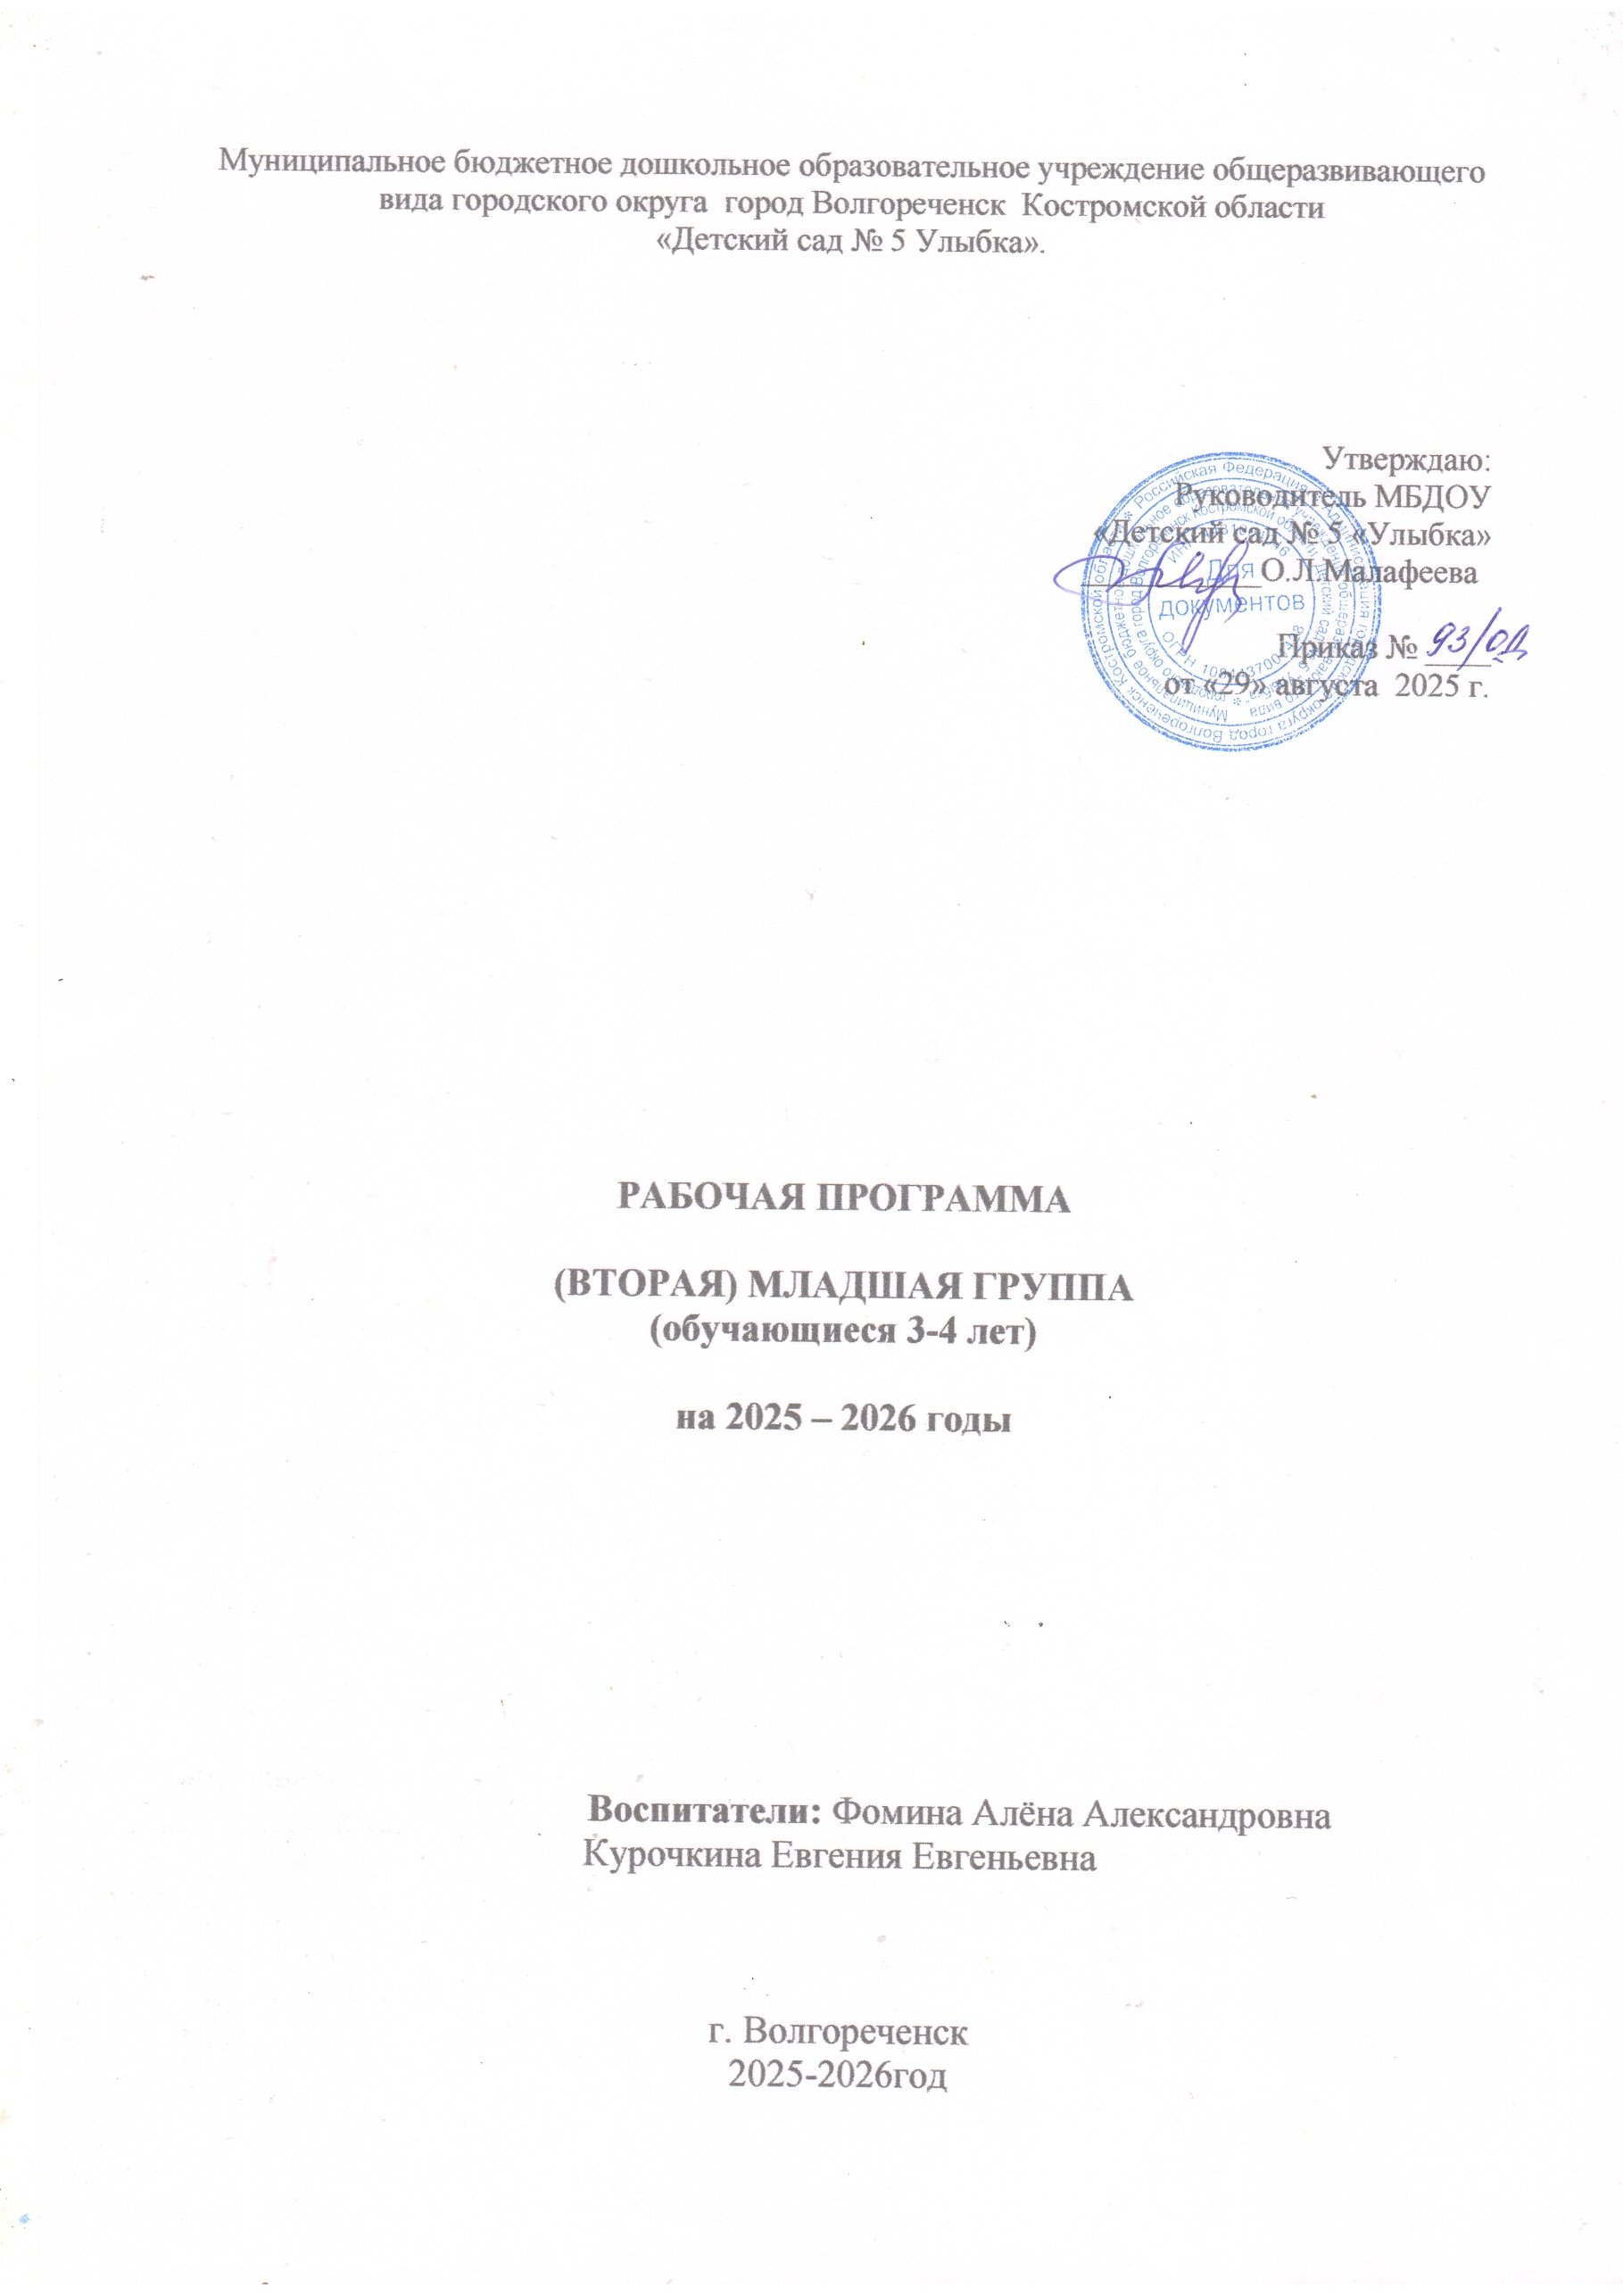 Муниципальное бюджетное дошкольное образовательное учреждение общеразвивающего
вида городского округа город Волгореченск Костромской области
«Детский сад № 5 Улыбка».
Утверждаю:
Руководитель МБДОУ
«Детский сад № 5 «Улыбка»
О.Л.Малафеева
Для
документов
Приказ № 93/ОД
от «29» августа 2025 г.
РАБОЧАЯ ПРОГРАММА
(ВТОРАЯ) МЛАДШАЯ ГРУППА
(обучающиеся 3-4 лет)
на 2025 – 2026 годы
Воспитатели: Фомина Алёна Александровна
Курочкина Евгения Евгеньевна
г. Волгореченск
2025-2026год